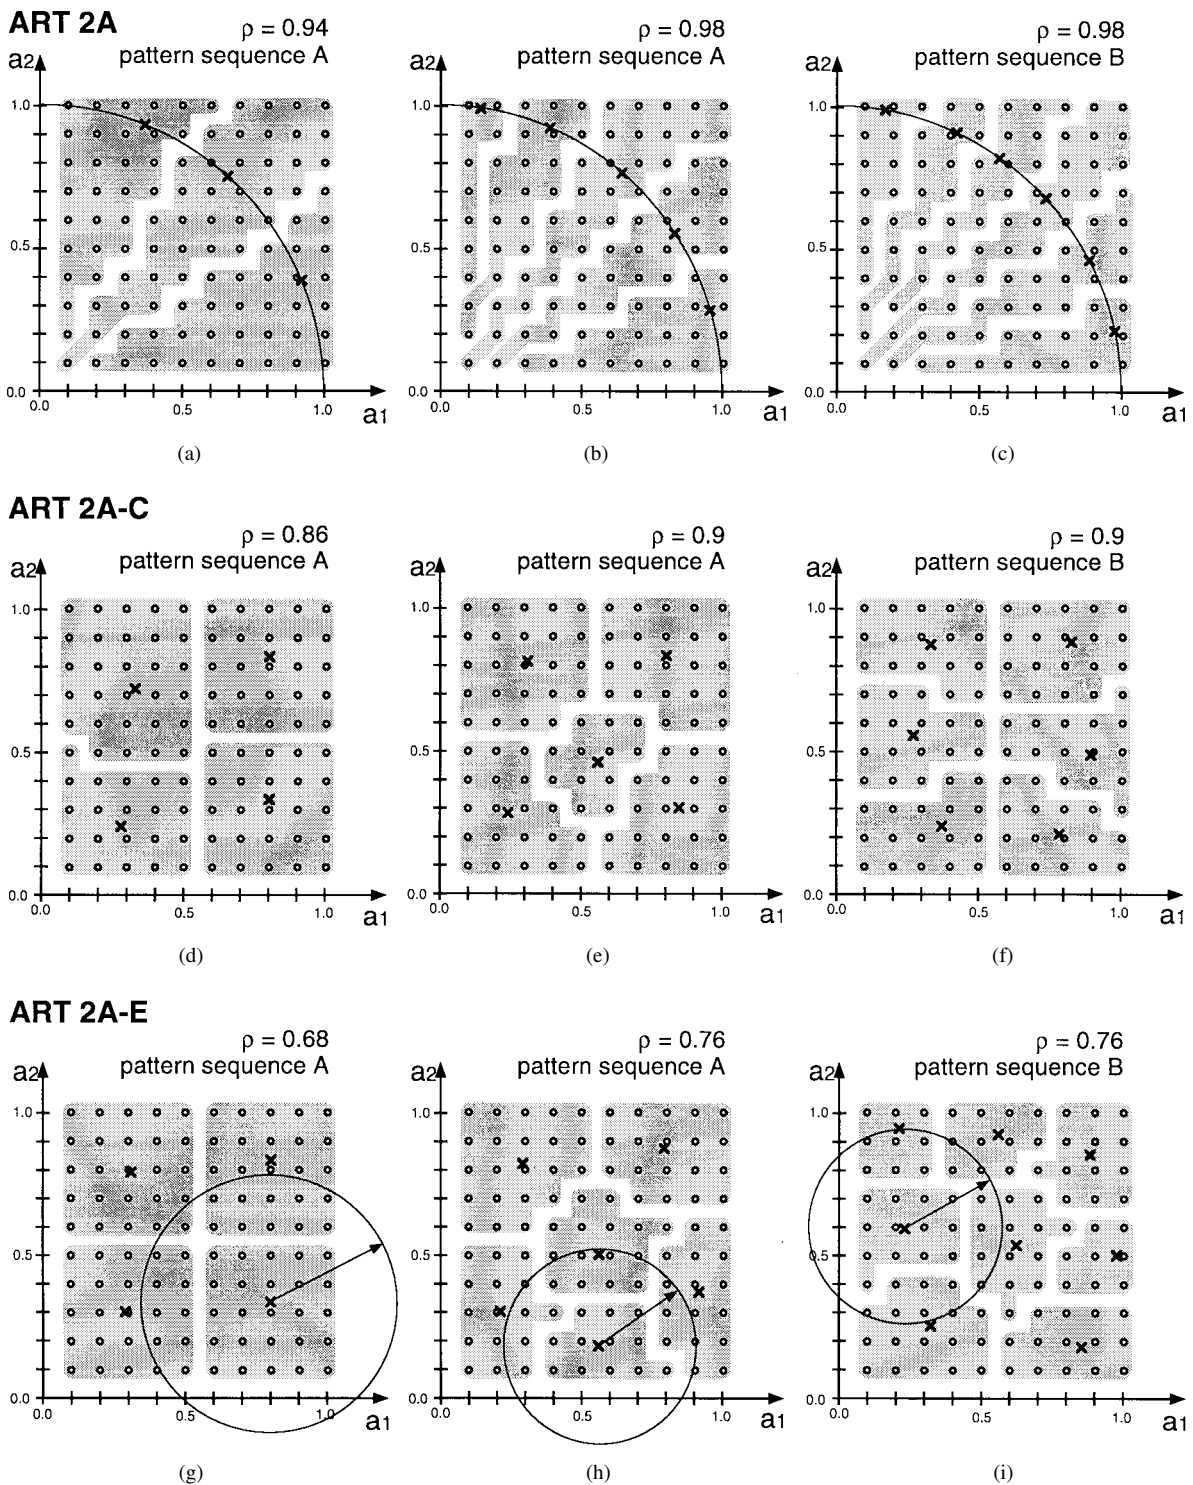 ART 2A
ρ = 0.94
pattern sequence A
ρ = 0.98
pattern sequence A
ρ = 0.98
pattern sequence B
a2
1.0
0.5
0.0
0.0
0.5
1.0
a1
a2
1.0
0.5
0.0
0.0
0.5
1.0
a1
a2
1.0
0.5
0.0
0.0
0.5
1.0
a1
(a)
(b)
(c)
ART 2A-C
ρ = 0.86
pattern sequence A
ρ = 0.9
pattern sequence A
ρ = 0.9
pattern sequence B
a2
1.0
0.5
0.0
0.0
0.5
1.0
a1
a2
1.0
0.5
0.0
0.0
0.5
1.0
a1
a2
1.0
0.5
0.0
0.0
0.5
1.0
a1
(d)
(e)
(f)
ART 2A-E
ρ = 0.68
pattern sequence A
ρ = 0.76
pattern sequence A
ρ = 0.76
pattern sequence B
a2
1.0
0.5
0.0
0.0
0.5
1.0
a1
a2
1.0
0.5
0.0
0.0
0.5
1.0
a1
a2
1.0
0.5
0.0
0.0
0.5
1.0
a1
(g)
(h)
(i)